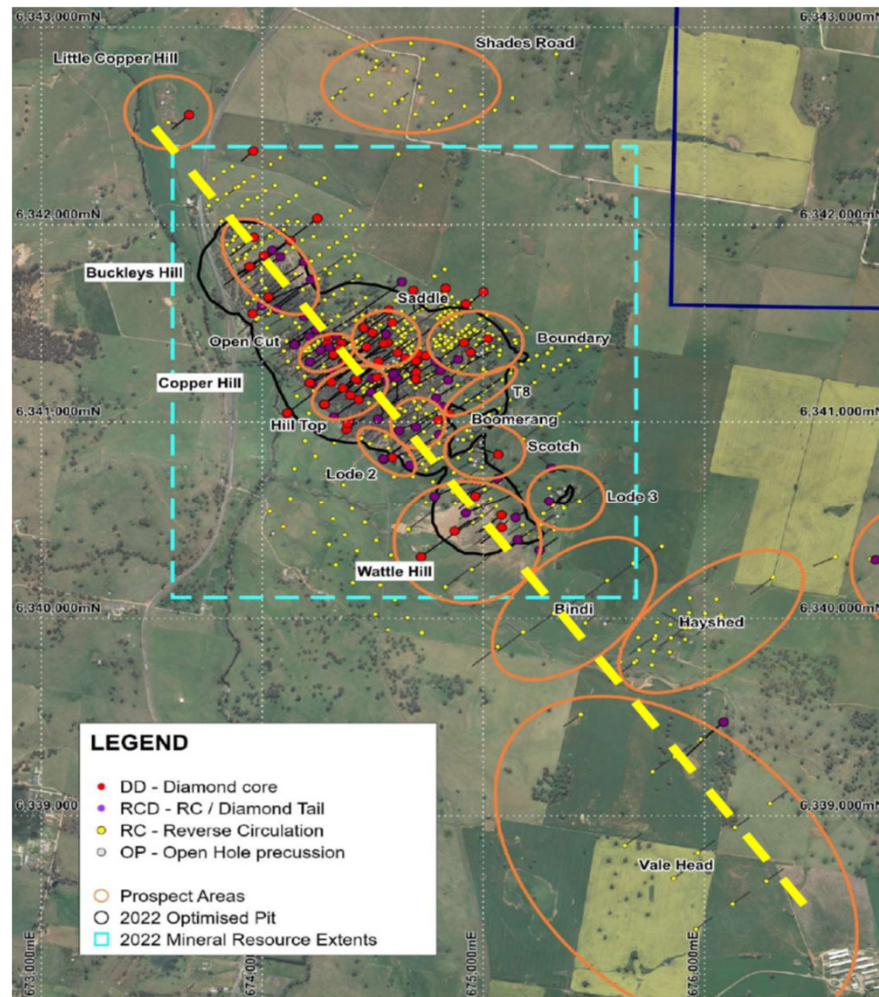 6,343,000mN
6,343,000mN
Shades Road
Little Copper Hill
6,342,000mN
6,342,000mN
Buckleys Hill
Saddle
Open Cut
Boundary
Copper Hill
T8
6,341,000mN
6,341,000mN
Hill Top
Boomerang
Scotch
Lode 2
Lode 3
Wattle Hill
6,340,000mN
Bindi
6,340,000mN
Hayshed
LEGEND
DD - Diamond core
RCD - RC / Diamond Tail
RC - Reverse Circulation
OP - Open Hole precussion
Prospect Areas
2022 Optimised Pit
2022 Mineral Resource Extents
6,339,000mN
Vale Head
673,000mE
674,000mE
675,000mE
676,000mE